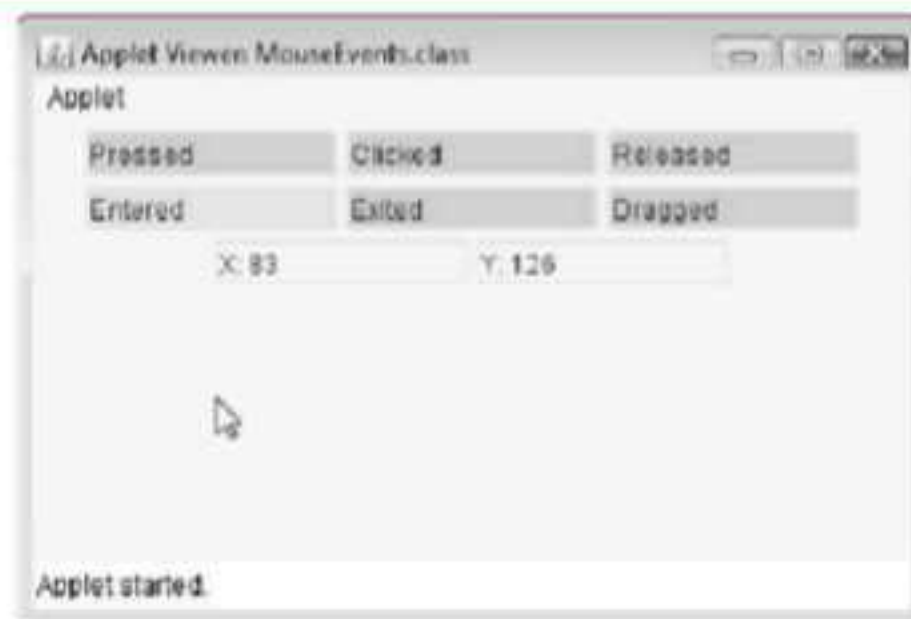 Applet Viewer: MouseEvents.class
Applet
Pressed Clicked Released
Entered Exited Dragged
X: 83 Y: 126
Applet started.